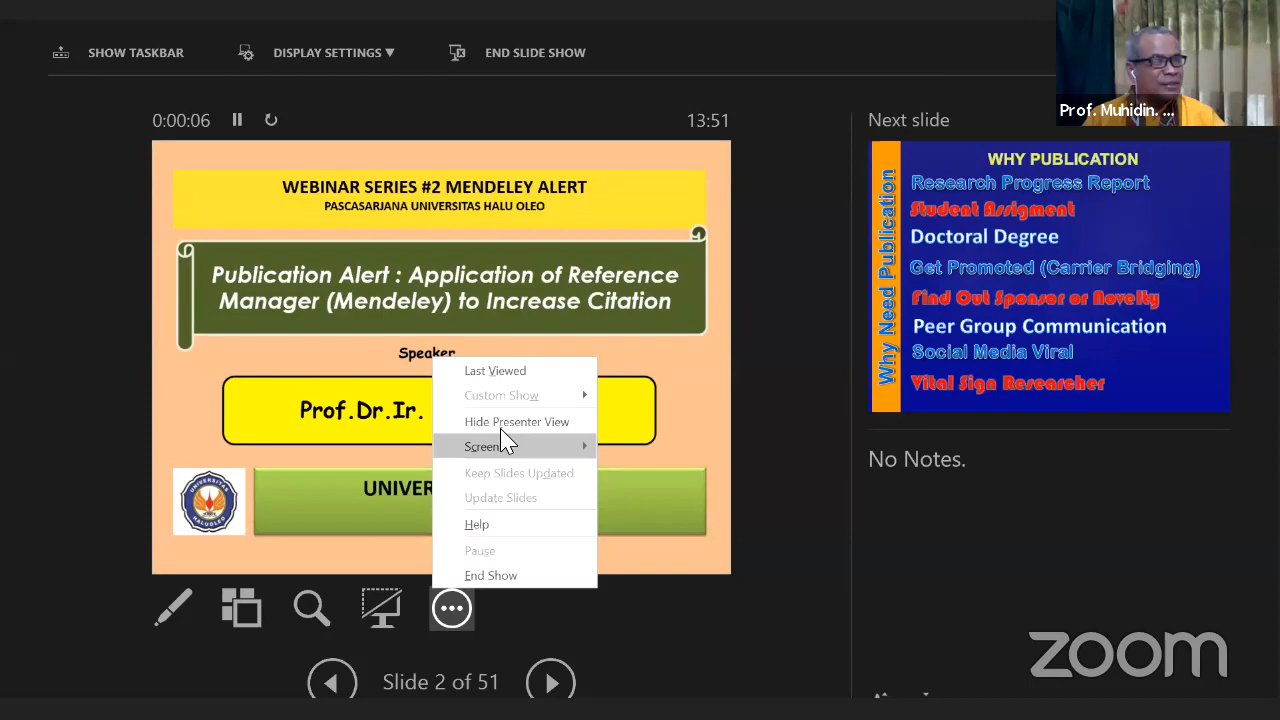 SHOW TASKBAR
DISPLAY SETTINGS ▼
END SLIDE SHOW
Prof. Muhidin. ...
0:00:06
13:51
Next slide
WEBINAR SERIES #2 MENDELEY ALERT
PASCASARJANA UNIVERSITAS HALU OLEO
Publication Alert : Application of Reference
Manager (Mendeley) to Increase Citation
Speaker
Prof.Dr.Ir.
UNIVER
UNIVERSITAS
HALUOLEO
Last Viewed
Custom Show
Hide Presenter View
Screen
Keep Slides Updated
Update Slides
Help
Pause
End Show
Why Need Publication
WHY PUBLICATION
Research Progress Report
Student Assigment
Doctoral Degree
Get Promoted (Carrier Bridging)
Find Out Sponsor or Novelty
Peer Group Communication
Social Media Viral
Vital Sign Researcher
No Notes.
Slide 2 of 51
zoom